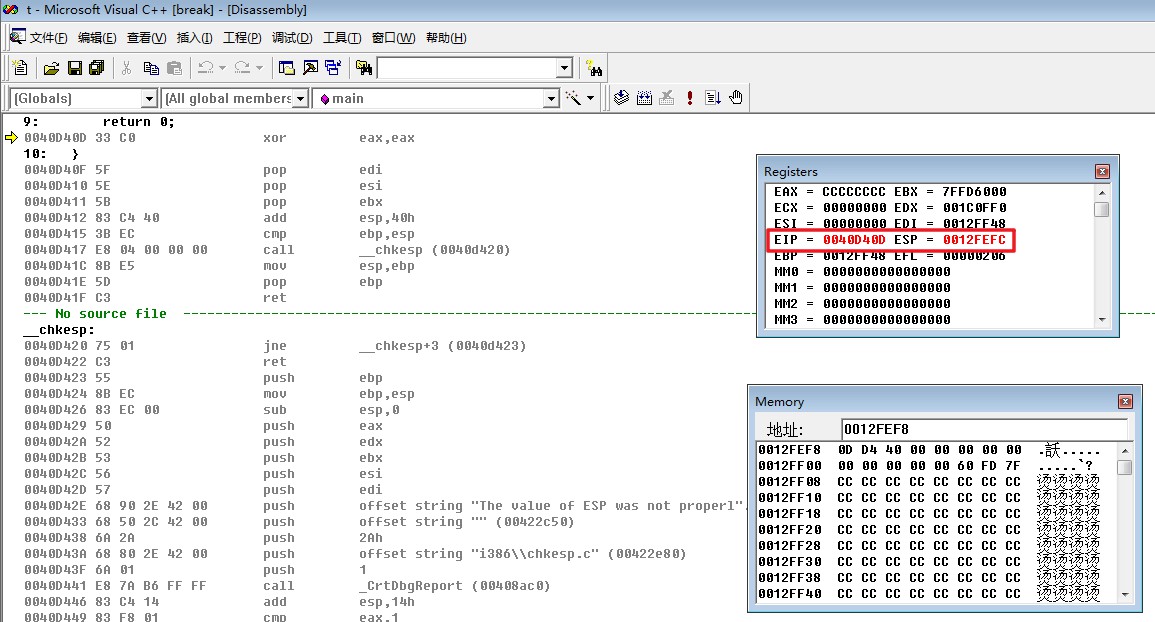 t - Microsoft Visual C++ [break] - [Disassembly]
文件(F) 编辑(E) 查看(V) 插入(I) 工程(P) 调试(D) 工具(T) 窗口(W) 帮助(H)
[Globals] [All global members main
9: return 0;
0040D40D 33 C0 xor eax,eax
10: }
0040D40F 5F pop edi
0040D410 5E pop esi
0040D411 5B pop ebx
0040D412 83 C4 40 add esp,40h
0040D415 3B EC cmp ebp,esp
0040D417 E8 04 00 00 00 call __chkesp (0040d420)
0040D41C 8B E5 mov esp,ebp
0040D41E 5D pop ebp
0040D41F C3 ret
--- No source file
__chkesp:
0040D420 75 01 jne __chkesp+3 (0040d423)
0040D422 C3 ret
0040D423 55 push ebp
0040D424 8B EC mov ebp,esp
0040D426 83 EC 00 sub esp,0
0040D429 50 push eax
0040D42A 52 push edx
0040D42B 53 push ebx
0040D42C 56 push esi
0040D42D 57 push edi
0040D42E 68 90 2E 42 00 push offset string "The value of ESP was not properl"
0040D433 68 50 2C 42 00 push offset string "" (00422c50)
0040D438 6A 2A push 2Ah
0040D43A 68 80 2E 42 00 push offset string "i386\\chkesp.c" (00422e80)
0040D43F 6A 01 push 1
0040D441 E8 7A B6 FF FF call _CrtDbgReport (00408ac0)
0040D446 83 C4 14 add esp,14h
0040D449 83 F8 01 cmp eax,1
Registers
EAX = CCCCCCCC EBX = 7FFD6000
ECX = 00000000 EDX = 001C0FF0
ESI = 00000000 EDI = 0012FF48
EIP = 0040D40D ESP = 0012FEFC
EBP = 0012FF48 EFL = 00000206
MM0 = 0000000000000000
MM1 = 0000000000000000
MM2 = 0000000000000000
MM3 = 0000000000000000
Memory
地址: 0012FEF8
0012FEF8 0D D4 40 00 00 00 00 00 .訞.....
0012FF00 00 00 00 00 00 60 FD 7F .....`?
0012FF08 CC CC CC CC CC CC CC CC 烫烫烫烫
0012FF10 CC CC CC CC CC CC CC CC 烫烫烫烫
0012FF18 CC CC CC CC CC CC CC CC 烫烫烫烫
0012FF20 CC CC CC CC CC CC CC CC 烫烫烫烫
0012FF28 CC CC CC CC CC CC CC CC 烫烫烫烫
0012FF30 CC CC CC CC CC CC CC CC 烫烫烫烫
0012FF38 CC CC CC CC CC CC CC CC 烫烫烫烫
0012FF40 CC CC CC CC CC CC CC CC 烫烫烫烫